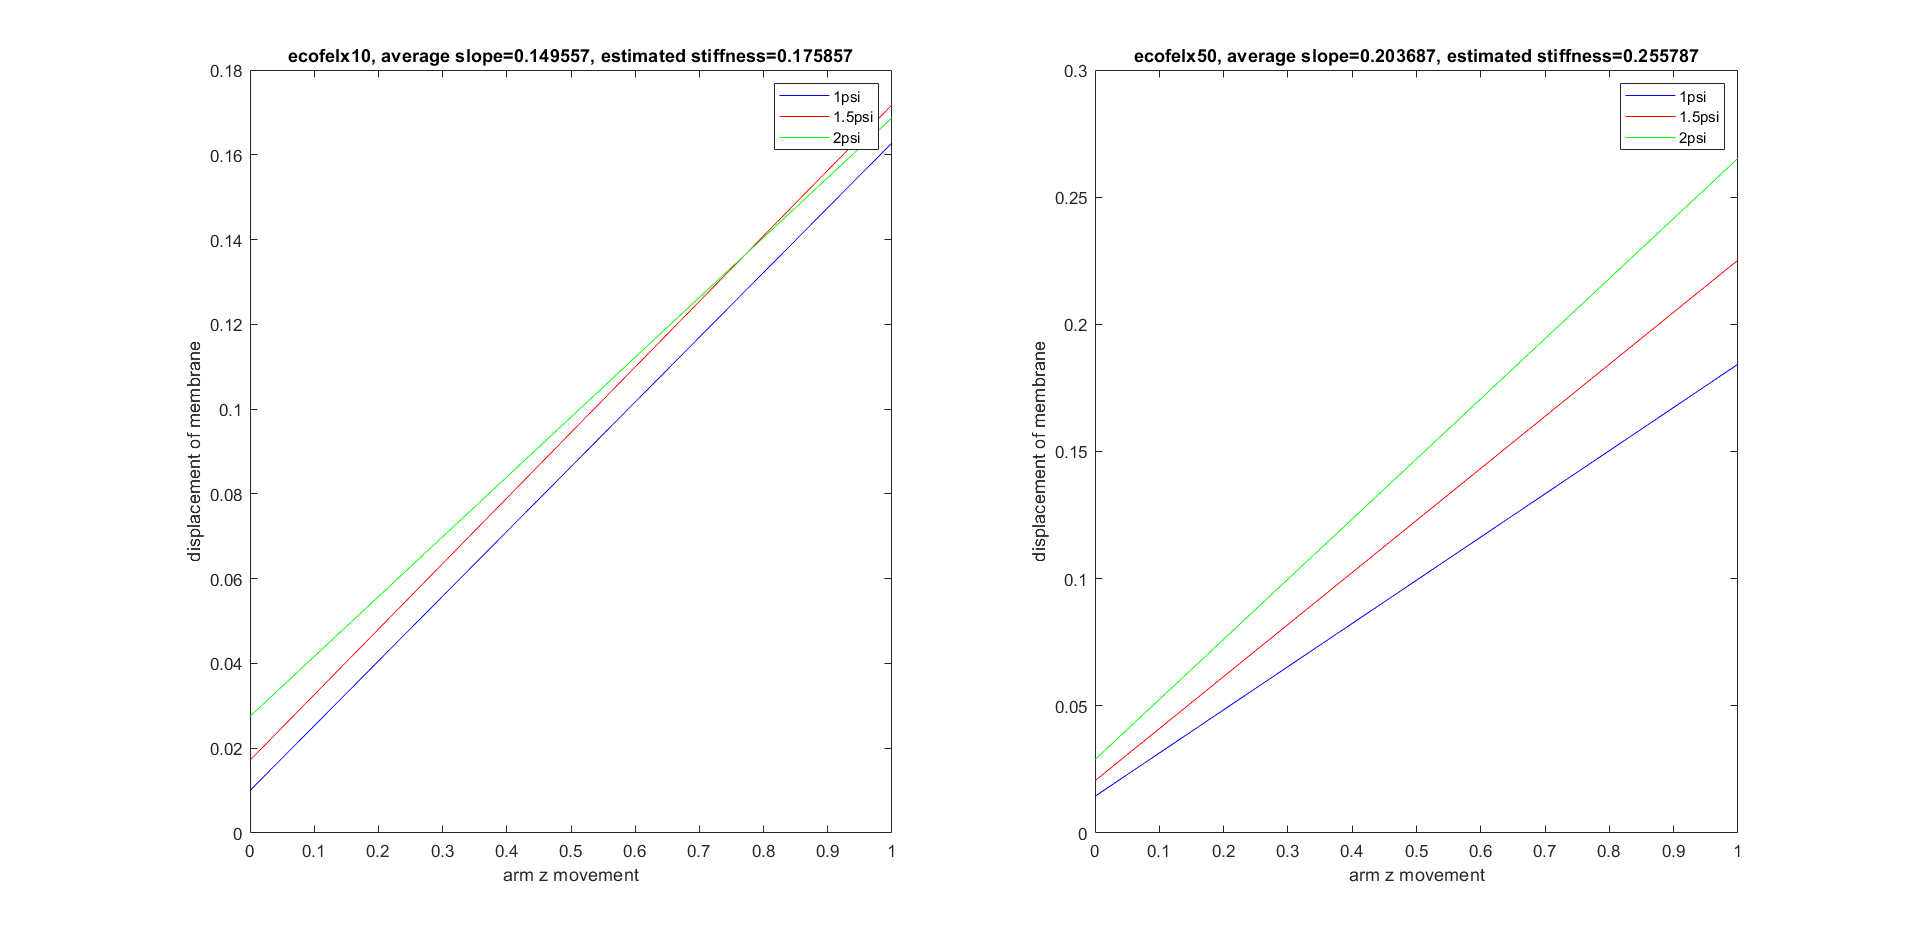 ecofelx10, average slope=0.149557, estimated stiffness=0.175857
0.18
0.16
0.14
0.12
0.1
0.08
0.06
0.04
0.02
0
displacement of membrane
1psi
1.5psi
2psi
0 0.1 0.2 0.3 0.4 0.5 0.6 0.7 0.8 0.9 1
arm z movement
ecofelx50, average slope=0.203687, estimated stiffness=0.255787
0.3
0.25
0.2
0.15
0.1
0.05
0
displacement of membrane
1psi
1.5psi
2psi
0 0.1 0.2 0.3 0.4 0.5 0.6 0.7 0.8 0.9 1
arm z movement